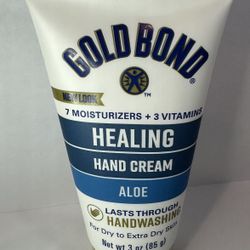 GOLD BOND
™
NEW LOOK
7 MOISTURIZERS + 3 VITAMINS
HEALING
HAND CREAM
ALOE
LASTS THROUGH
HANDWASHING
For Dry to Extra Dry Skin
Net wt 3 oz (85 g)